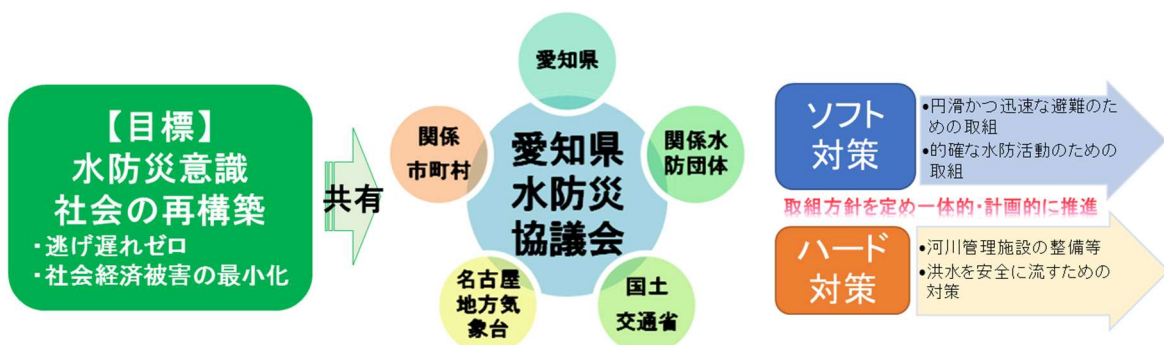 【目標】
水防災意識
社会の再構築
・逃げ遅れゼロ
・社会経済被害の最小化
共有
愛知県
関係
市町村
愛知県
水防災
協議会
関係水
防団体
名古屋
地方気
象台
国土
交通省
ソフト
対策
•円滑かつ迅速な避難のた
めの取組
•的確な水防活動のための
取組
取組方針を定め一体的・計画的に推進
ハード
対策
•河川管理施設の整備等
•洪水を安全に流すための
対策